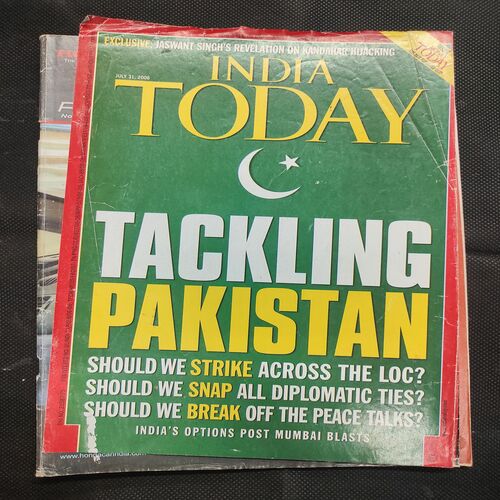 EXCLUSIVE: JASWANT SINGH'S REVELATION ON KANDAHAR HIJACKING
INDIA
TODAY
JULY 31, 2006
TODAY
TACKLING
PAKISTAN
SHOULD WE STRIKE ACROSS THE LOC?
SHOULD WE SNAP ALL DIPLOMATIC TIES?
SHOULD WE BREAK OFF THE PEACE TALKS?
INDIA'S OPTIONS POST MUMBAI BLASTS
www.hondacarindia.com